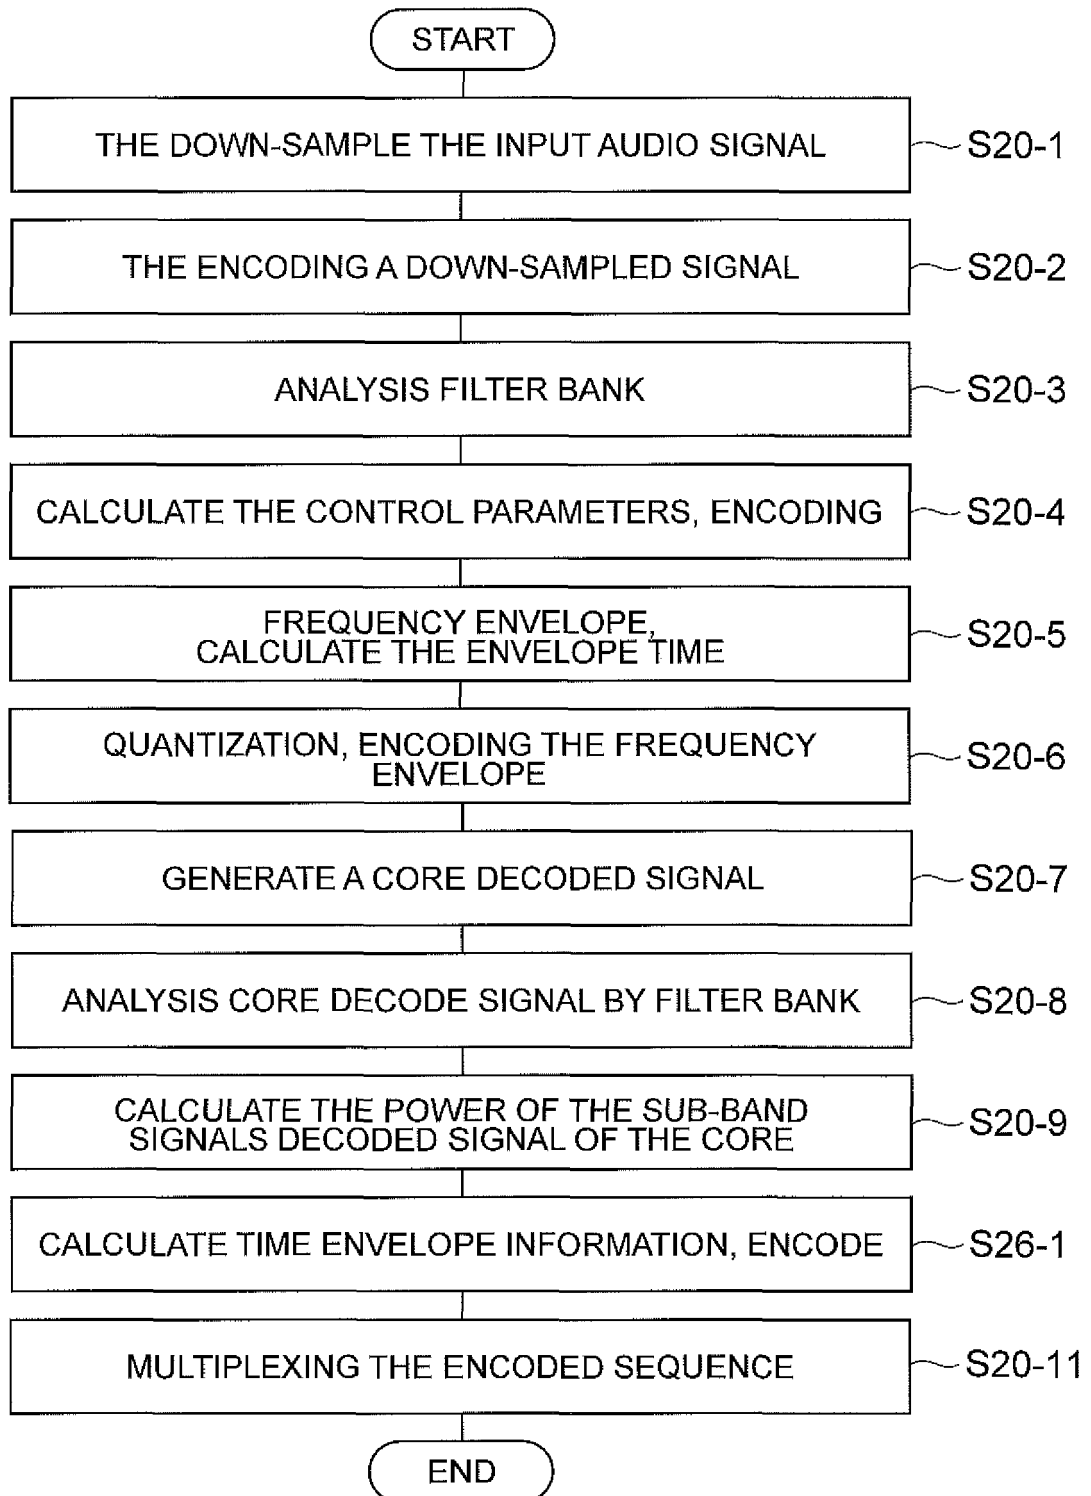 START
THE DOWN-SAMPLE THE INPUT AUDIO SIGNAL
S20-1
THE ENCODING A DOWN-SAMPLED SIGNAL
S20-2
ANALYSIS FILTER BANK
S20-3
CALCULATE THE CONTROL PARAMETERS, ENCODING
S20-4
FREQUENCY ENVELOPE,
CALCULATE THE ENVELOPE TIME
S20-5
QUANTIZATION, ENCODING THE FREQUENCY
ENVELOPE
S20-6
GENERATE A CORE DECODED SIGNAL
S20-7
ANALYSIS CORE DECODE SIGNAL BY FILTER BANK
S20-8
CALCULATE THE POWER OF THE SUB-BAND
SIGNALS DECODED SIGNAL OF THE CORE
S20-9
CALCULATE TIME ENVELOPE INFORMATION, ENCODE
S26-1
MULTIPLEXING THE ENCODED SEQUENCE
S20-11
END